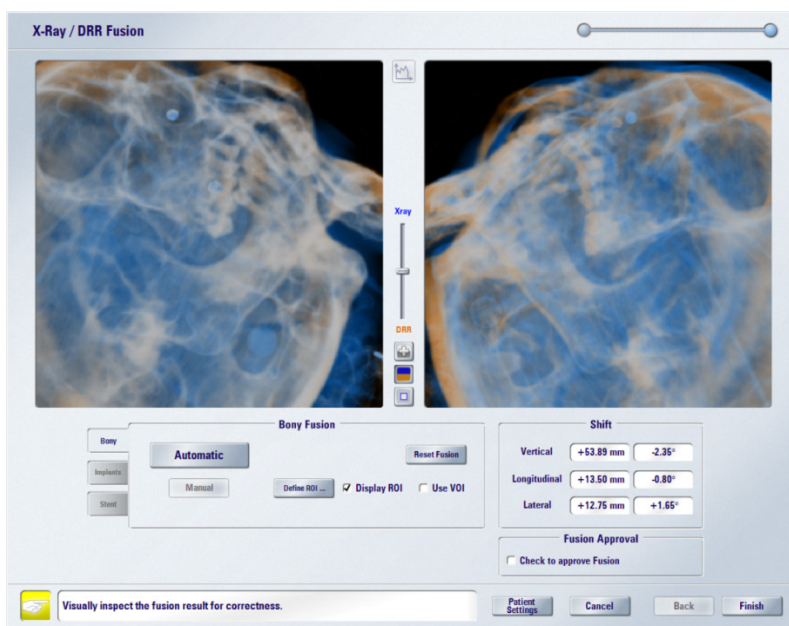 X-Ray / DRR Fusion
Xray
DRR
Bony Fusion
Bony
Implants
Stent
Automatic
Reset Fusion
Manual
Define ROI ...
Display ROI
Use VOI
Shift
Vertical +53.89 mm -2.35°
Longitudinal +13.50 mm -0.80°
Lateral +12.75 mm +1.65°
Fusion Approval
Check to approve Fusion
Visually inspect the fusion result for correctness.
Patient
Settings
Cancel
Back
Finish